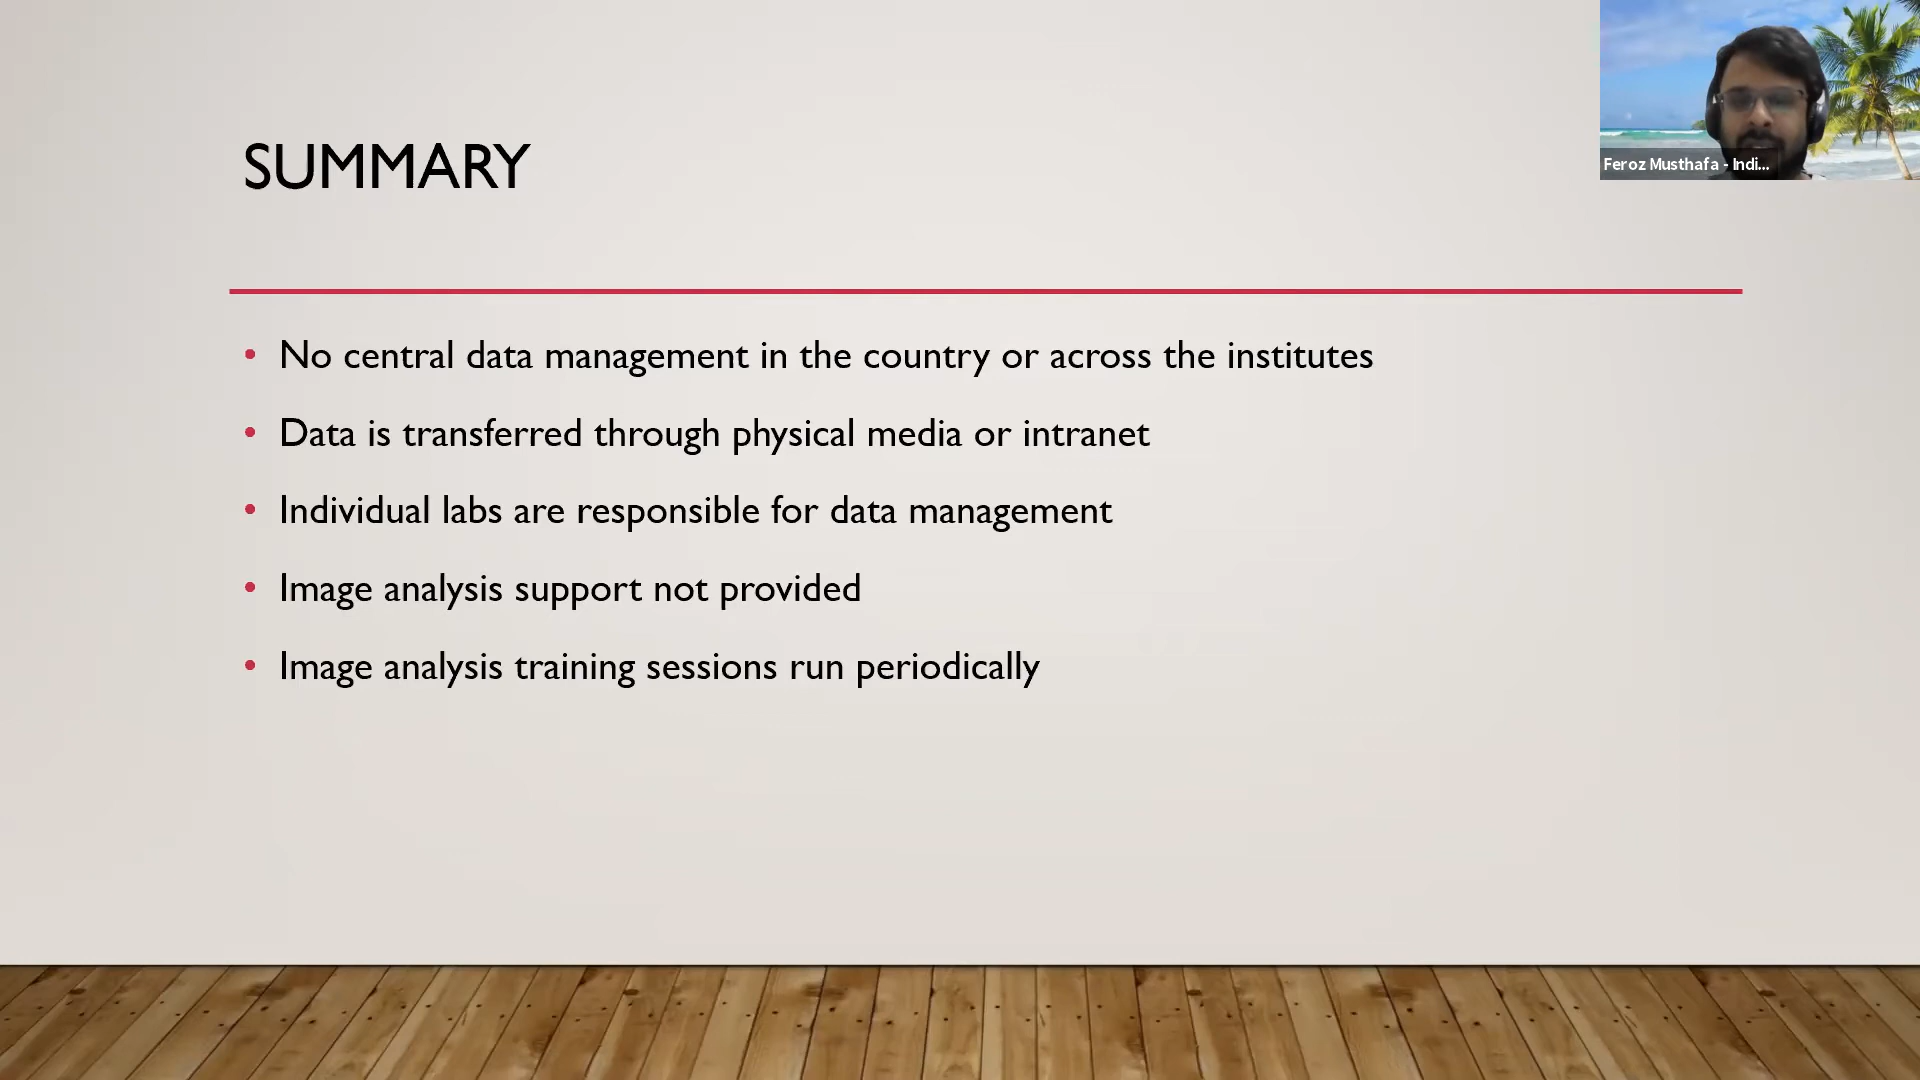 SUMMARY
Feroz Musthafa - Indi...
• No central data management in the country or across the institutes
• Data is transferred through physical media or intranet
• Individual labs are responsible for data management
• Image analysis support not provided
• Image analysis training sessions run periodically